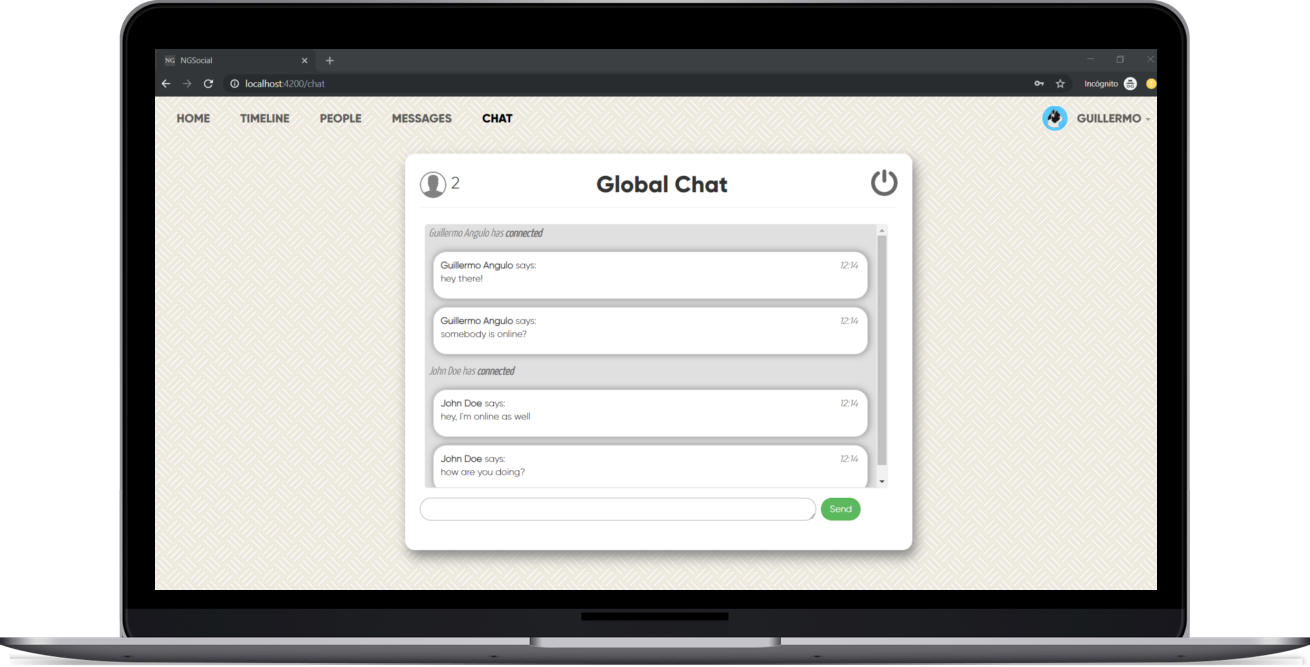 NG NGSocial
localhost:4200/chat
Incógnito
HOME TIMELINE PEOPLE MESSAGES CHAT GUILLERMO
2 Global Chat
Guillermo Angulo has connected
Guillermo Angulo says: 12:14
hey there!
Guillermo Angulo says: 12:14
somebody is online?
John Doe has connected
John Doe says: 12:14
hey, I'm online as well
John Doe says: 12:14
how are you doing?
Send